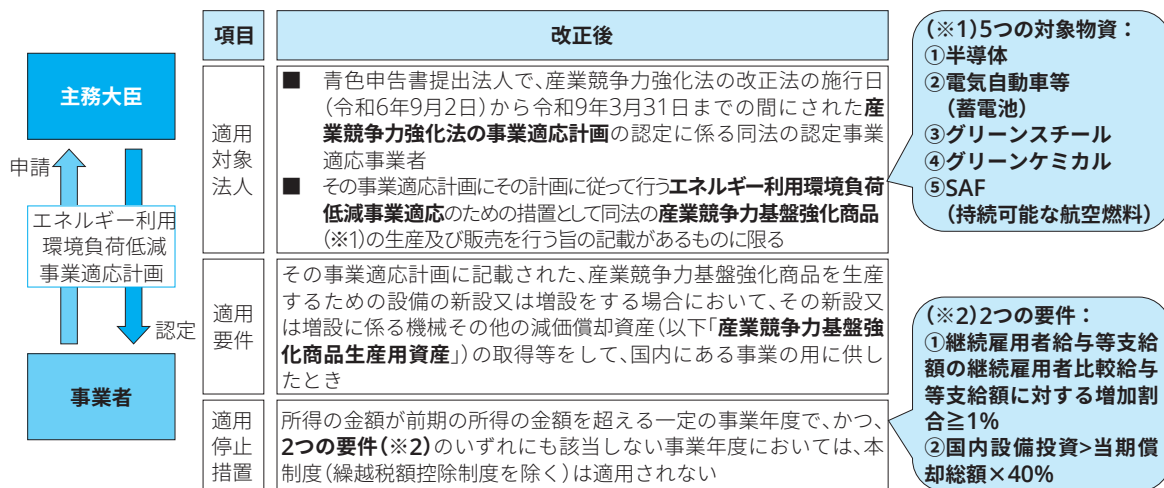 主務大臣
申請
エネルギー利用
環境負荷低減
事業適応計画
認定
事業者
項目
改正後
適用
対象
法人
■ 青色申告書提出法人で、産業競争力強化法の改正法の施行日
(令和6年9月2日)から令和9年3月31日までの間にされた産
業競争力強化法の事業適応計画の認定に係る同法の認定事業
適応事業者
■ その事業適応計画にその計画に従って行うエネルギー利用環境負荷
低減事業適応のための措置として同法の産業競争力基盤強化商品
(※1)の生産及び販売を行う旨の記載があるものに限る
適用
要件
その事業適応計画に記載された、産業競争力基盤強化商品を生産
するための設備の新設又は増設をする場合において、その新設又
は増設に係る機械その他の減価償却資産(以下「産業競争力基盤強
化商品生産用資産」)の取得等をして、国内にある事業の用に供し
たとき
適用
停止
措置
所得の金額が前期の所得の金額を超える一定の事業年度で、かつ、
2つの要件(※2)のいずれにも該当しない事業年度においては、本
制度(繰越税額控除制度を除く)は適用されない
(※1)5つの対象物資:
①半導体
②電気自動車等
(蓄電池)
③グリーンスチール
④グリーンケミカル
⑤SAF
(持続可能な航空燃料)
(※2)2つの要件:
①継続雇用者給与等支給
額の継続雇用者比較給与
等支給額に対する増加割
合≧1%
②国内設備投資>当期償
却総額×40%